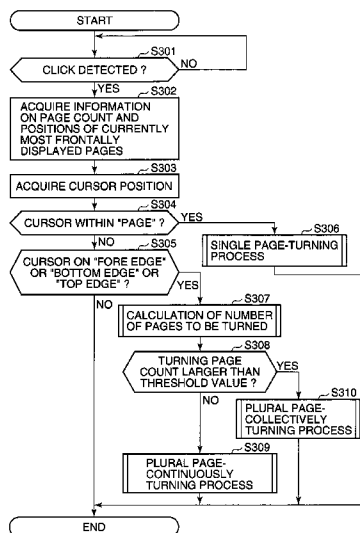 START
S301
CLICK DETECTED ?
NO
YES
S302
ACQUIRE INFORMATION
ON PAGE COUNT AND
POSITIONS OF CURRENTLY
MOST FRONTALLY
DISPLAYED PAGES
S303
ACQUIRE CURSOR POSITION
S304
CURSOR WITHIN "PAGE" ?
YES
NO
S306
SINGLE PAGE-TURNING
PROCESS
S305
CURSOR ON "FORE EDGE"
OR "BOTTOM EDGE" OR
"TOP EDGE" ?
YES
NO
S307
CALCULATION OF NUMBER
OF PAGES TO BE TURNED
S308
TURNING PAGE
COUNT LARGER THAN
THRESHOLD VALUE ?
YES
NO
S310
PLURAL PAGE-
COLLECTIVELY
TURNING PROCESS
S309
PLURAL PAGE-
CONTINUOUSLY
TURNING PROCESS
END